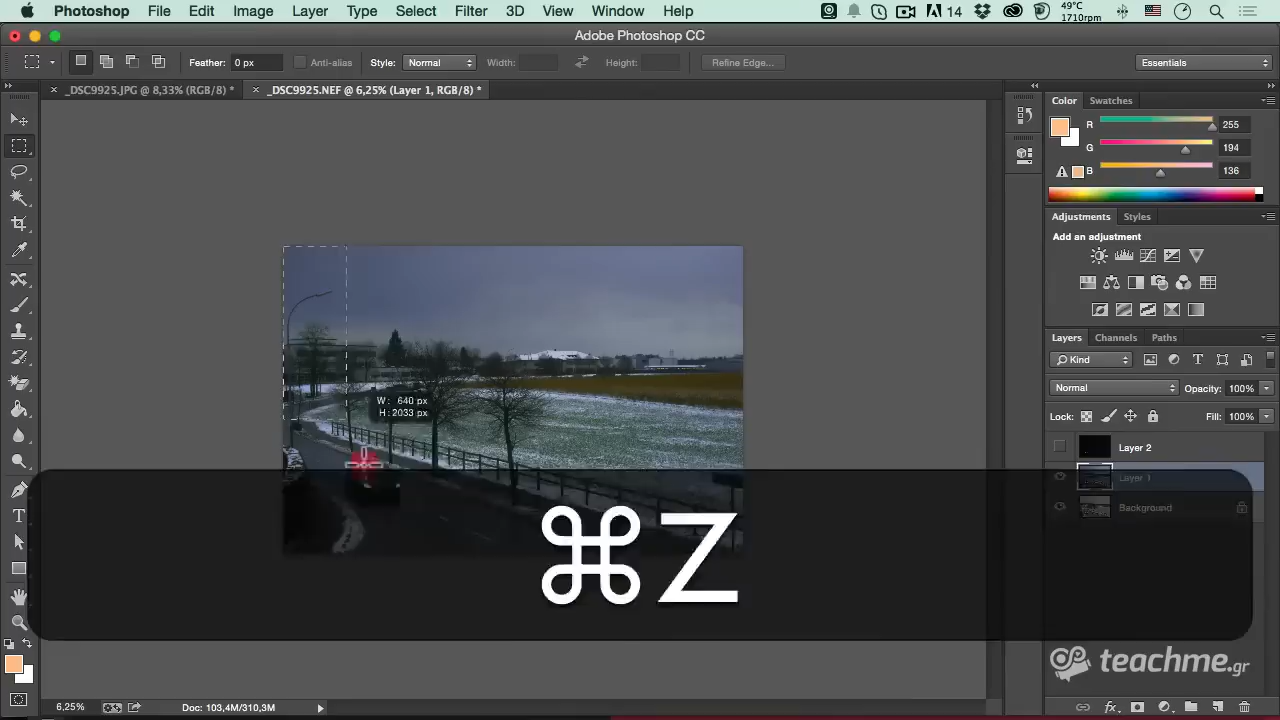 Photoshop File Edit Image Layer Type Select Filter 3D View Window Help 14 49°C 1710rpm
Adobe Photoshop CC
Feather: 0 px Anti-alias Style: Normal Width: Height: Refine Edge... Essentials
_DSC9925.JPG @ 8,33% (RGB/8) * _DSC9925.NEF @ 6,25% (Layer 1, RGB/8) *
Color Swatches
R 255
G 194
B 136
Adjustments Styles
Add an adjustment
Layers Channels Paths
Kind T
Normal Opacity: 100%
Lock: Fill: 100%
Layer 2
Layer 1
Background
W: 640 px
H: 2033 px
T
⌘Z
teachme.gr
6,25% Doc: 103,4M/310,3M
fx